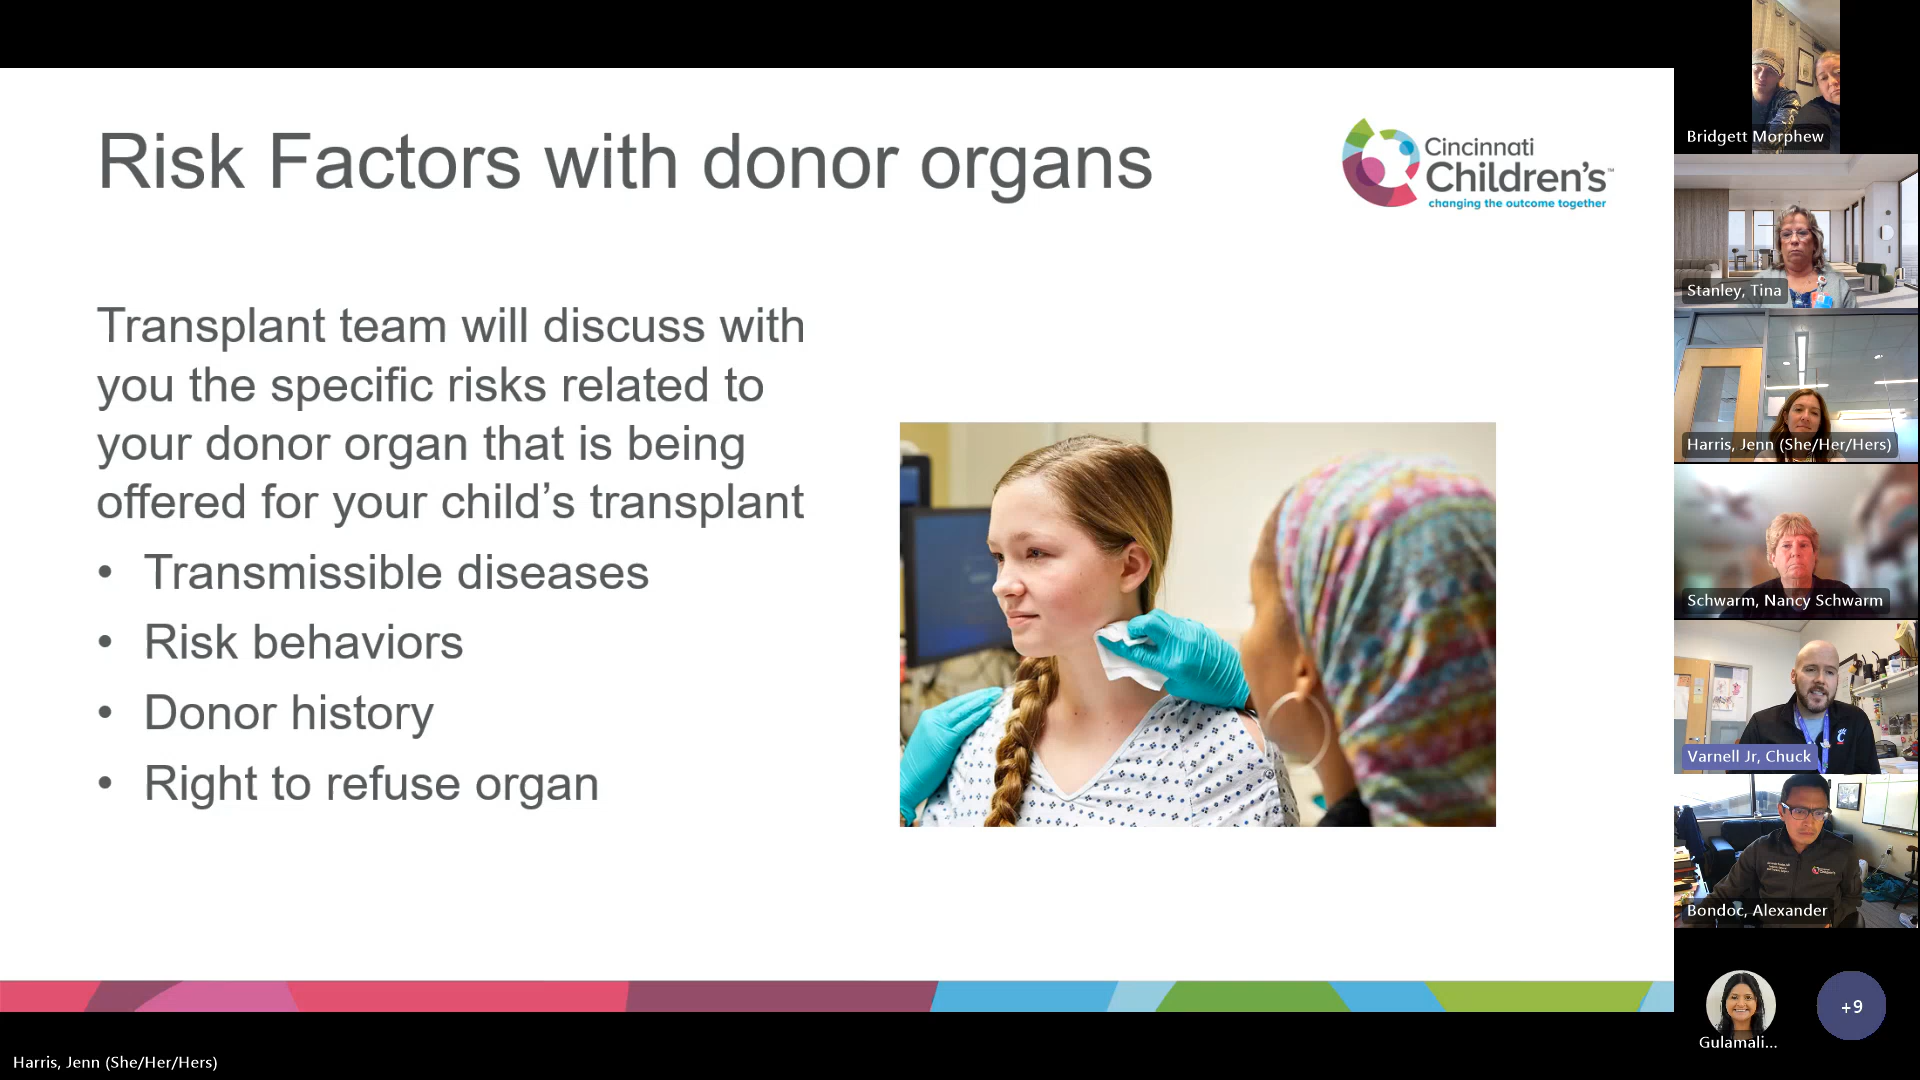 Risk Factors with donor organs
Cincinnati
Children's™
changing the outcome together
Transplant team will discuss with
you the specific risks related to
your donor organ that is being
offered for your child’s transplant
• Transmissible diseases
• Risk behaviors
• Donor history
• Right to refuse organ
Bridgett Morphew
Stanley, Tina
Harris, Jenn (She/Her/Hers)
Schwarm, Nancy Schwarm
Varnell Jr, Chuck
Bondoc, Alexander
Gulamali...
+9
Harris, Jenn (She/Her/Hers)